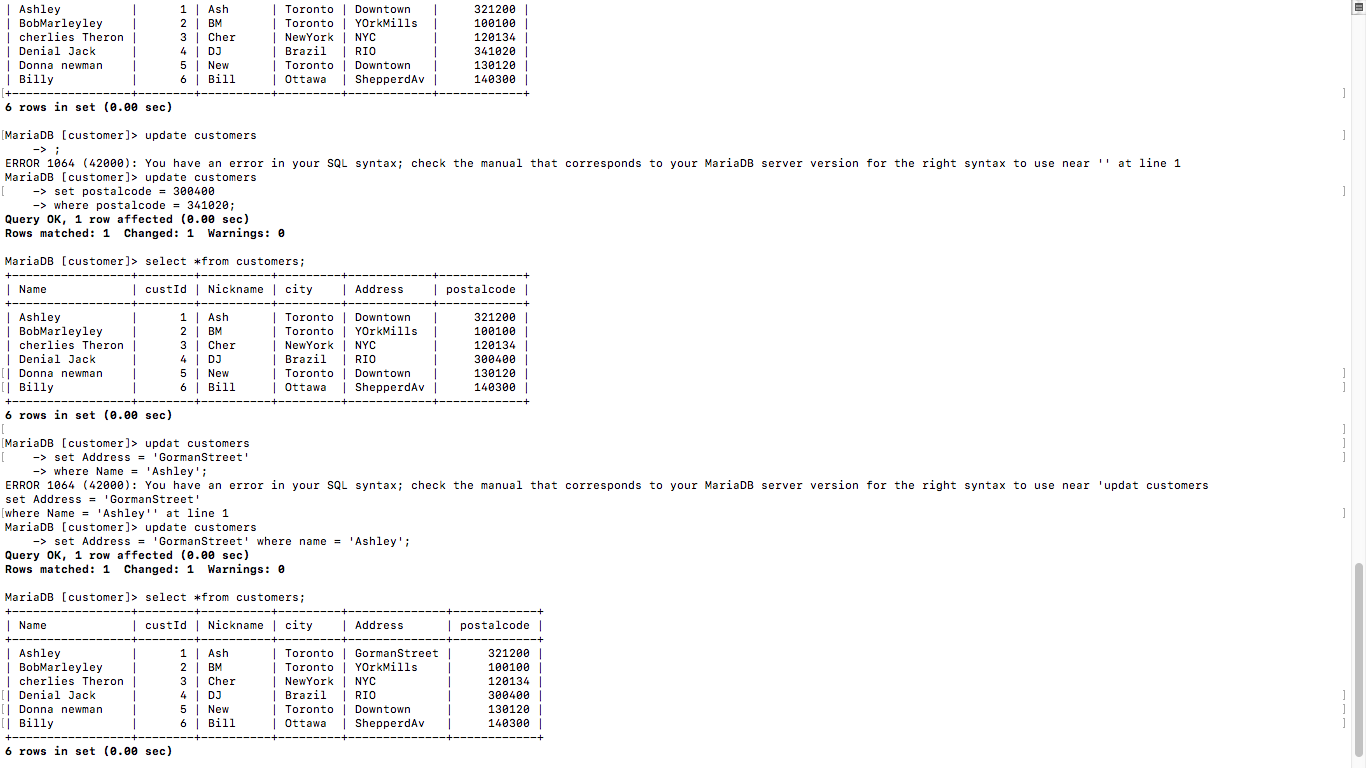 | Ashley          |      1 | Ash      | Toronto | Downtown   |     321200 |
| BobMarleyley    |      2 | BM       | Toronto | YOrkMills  |     100100 |
| cherlies Theron |      3 | Cher     | NewYork | NYC        |     120134 |
| Denial Jack     |      4 | DJ       | Brazil  | RIO        |     341020 |
| Donna newman    |      5 | New      | Toronto | Downtown   |     130120 |
| Billy           |      6 | Bill     | Ottawa  | ShepperdAv |     140300 |
+-----------------+--------+----------+---------+------------+------------+
6 rows in set (0.00 sec)
MariaDB [customer]> update customers
    -> ;
ERROR 1064 (42000): You have an error in your SQL syntax; check the manual that corresponds to your MariaDB server version for the right syntax to use near '' at line 1
MariaDB [customer]> update customers
    -> set postalcode = 300400
    -> where postalcode = 341020;
Query OK, 1 row affected (0.00 sec)
Rows matched: 1  Changed: 1  Warnings: 0
MariaDB [customer]> select *from customers;
+-----------------+--------+----------+---------+------------+------------+
| Name            | custId | Nickname | city    | Address    | postalcode |
+-----------------+--------+----------+---------+------------+------------+
| Ashley          |      1 | Ash      | Toronto | Downtown   |     321200 |
| BobMarleyley    |      2 | BM       | Toronto | YOrkMills  |     100100 |
| cherlies Theron |      3 | Cher     | NewYork | NYC        |     120134 |
| Denial Jack     |      4 | DJ       | Brazil  | RIO        |     300400 |
| Donna newman    |      5 | New      | Toronto | Downtown   |     130120 |
| Billy           |      6 | Bill     | Ottawa  | ShepperdAv |     140300 |
+-----------------+--------+----------+---------+------------+------------+
6 rows in set (0.00 sec)
MariaDB [customer]> updat customers
    -> set Address = 'GormanStreet'
    -> where Name = 'Ashley';
ERROR 1064 (42000): You have an error in your SQL syntax; check the manual that corresponds to your MariaDB server version for the right syntax to use near 'updat customers
set Address = 'GormanStreet'
where Name = 'Ashley'' at line 1
MariaDB [customer]> update customers
    -> set Address = 'GormanStreet' where name = 'Ashley';
Query OK, 1 row affected (0.00 sec)
Rows matched: 1  Changed: 1  Warnings: 0
MariaDB [customer]> select *from customers;
+-----------------+--------+----------+---------+--------------+------------+
| Name            | custId | Nickname | city    | Address      | postalcode |
+-----------------+--------+----------+---------+--------------+------------+
| Ashley          |      1 | Ash      | Toronto | GormanStreet |     321200 |
| BobMarleyley    |      2 | BM       | Toronto | YOrkMills    |     100100 |
| cherlies Theron |      3 | Cher     | NewYork | NYC          |     120134 |
| Denial Jack     |      4 | DJ       | Brazil  | RIO          |     300400 |
| Donna newman    |      5 | New      | Toronto | Downtown     |     130120 |
| Billy           |      6 | Bill     | Ottawa  | ShepperdAv   |     140300 |
+-----------------+--------+----------+---------+--------------+------------+
6 rows in set (0.00 sec)